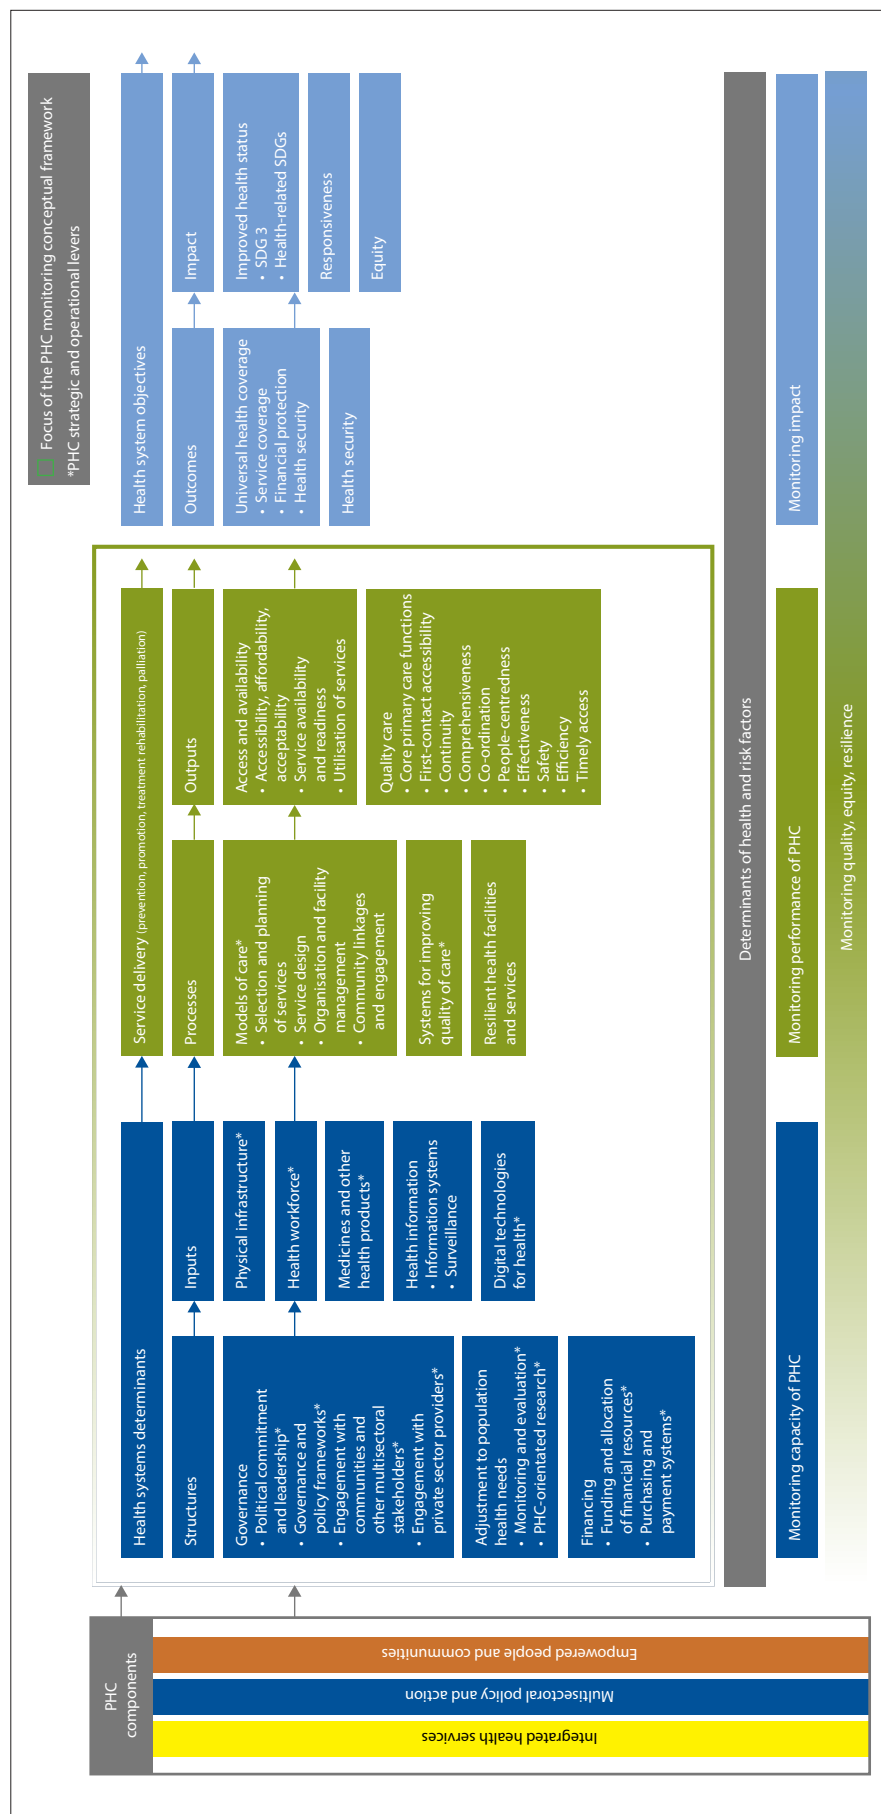 Focus of the PHC monitoring conceptual framework
*PHC strategic and operational levers
PHC
components
Integrated health services
Multisectoral policy and action
Empowered people and communities
Health systems determinants
Structures
Governance
• Political commitment
and leadership*
• Governance and
policy frameworks*
• Engagement with
communities and
other multisectoral
stakeholders*
• Engagement with
private sector providers*
Adjustment to population
health needs
• Monitoring and evaluation*
• PHC-orientated research*
Financing
• Funding and allocation
of financial resources*
• Purchasing and
payment systems*
Inputs
Physical infrastructure*
Health workforce*
Medicines and other
health products*
Health information
• Information systems
• Surveillance
Digital technologies
for health*
Service delivery (prevention, promotion, treatment rehabilitation, palliation)
Processes
Models of care*
• Selection and planning
of services
• Service design
• Organisation and facility
management
• Community linkages
and engagement
Systems for improving
quality of care*
Resilient health facilities
and services
Outputs
Access and availability
• Accessibility, affordability,
acceptability
• Service availability
and readiness
• Utilisation of services
Quality care
• Core primary care functions
• First-contact accessibility
• Continuity
• Comprehensiveness
• Co-ordination
• People-centredness
• Effectiveness
• Safety
• Efficiency
• Timely access
Health system objectives
Outcomes
Universal health coverage
• Service coverage
• Financial protection
• Health security
Health security
Impact
Improved health status
• SDG 3
• Health-related SDGs
Responsiveness
Equity
Determinants of health and risk factors
Monitoring capacity of PHC
Monitoring performance of PHC
Monitoring impact
Monitoring quality, equity, resilience